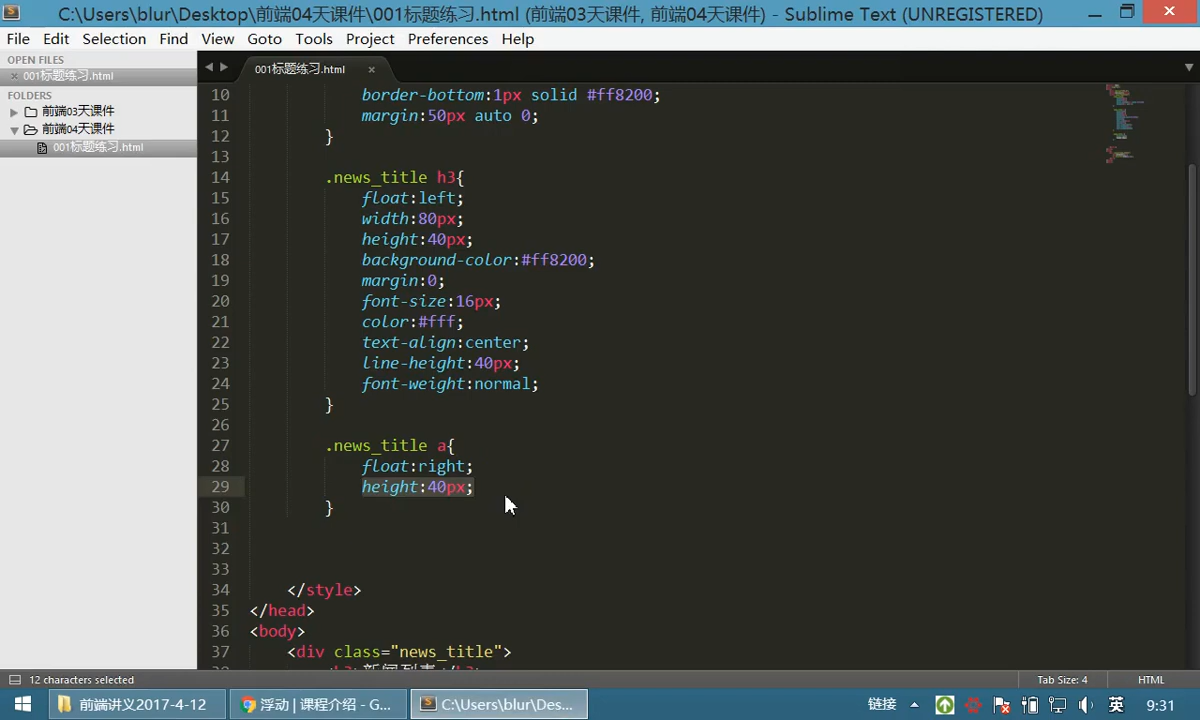 C:\Users\blur\Desktop\前端04天课件\001标题练习.html (前端03天课件, 前端04天课件) - Sublime Text (UNREGISTERED)
File Edit Selection Find View Goto Tools Project Preferences Help
OPEN FILES
001标题练习.html
FOLDERS
前端03天课件
前端04天课件
001标题练习.html
001标题练习.html
10 border-bottom:1px solid #ff8200;
11 margin:50px auto 0;
12 }
13
14 .news_title h3{
15 float:left;
16 width:80px;
17 height:40px;
18 background-color:#ff8200;
19 margin:0;
20 font-size:16px;
21 color:#fff;
22 text-align:center;
23 line-height:40px;
24 font-weight:normal;
25 }
26
27 .news_title a{
28 float:right;
29 height:40px;
30 }
31
32
33
34 </style>
35 </head>
36 <body>
37 <div class="news_title">
38 <h3>新闻列表</h3>
12 characters selected
Tab Size: 4
HTML
前端讲义2017-4-12
浮动 | 课程介绍 - G...
C:\Users\blur\Des...
链接
英
9:31